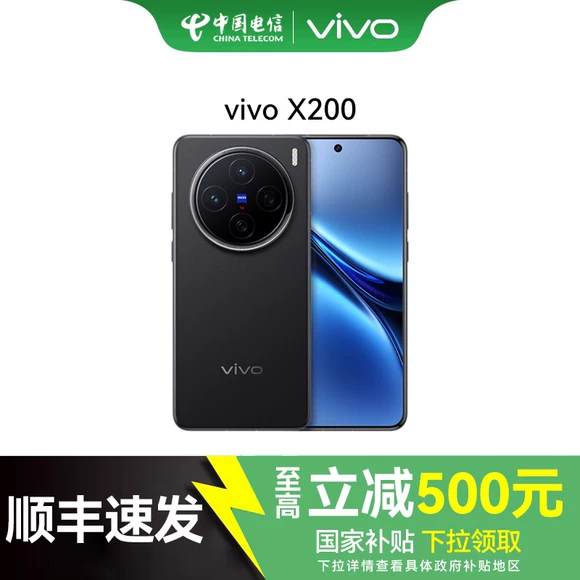 中国电信
CHINA TELECOM
vivo
vivo X200
ZEISS
vivo
顺丰速发
至高
立减500元
国家补贴 下拉领取
下拉详情查看具体政府补贴地区